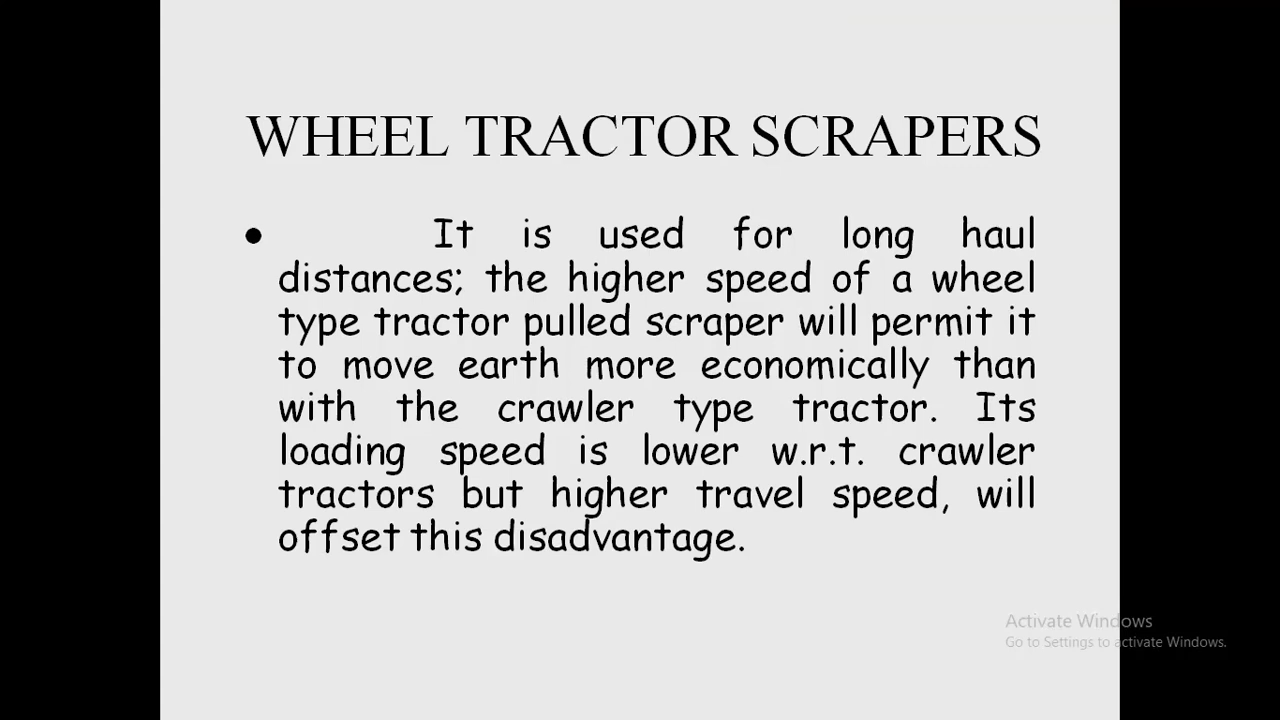 WHEEL TRACTOR SCRAPERS
• It is used for long haul
distances; the higher speed of a wheel
type tractor pulled scraper will permit it
to move earth more economically than
with the crawler type tractor. Its
loading speed is lower w.r.t. crawler
tractors but higher travel speed, will
offset this disadvantage.
Activate Windows
Go to Settings to activate Windows.